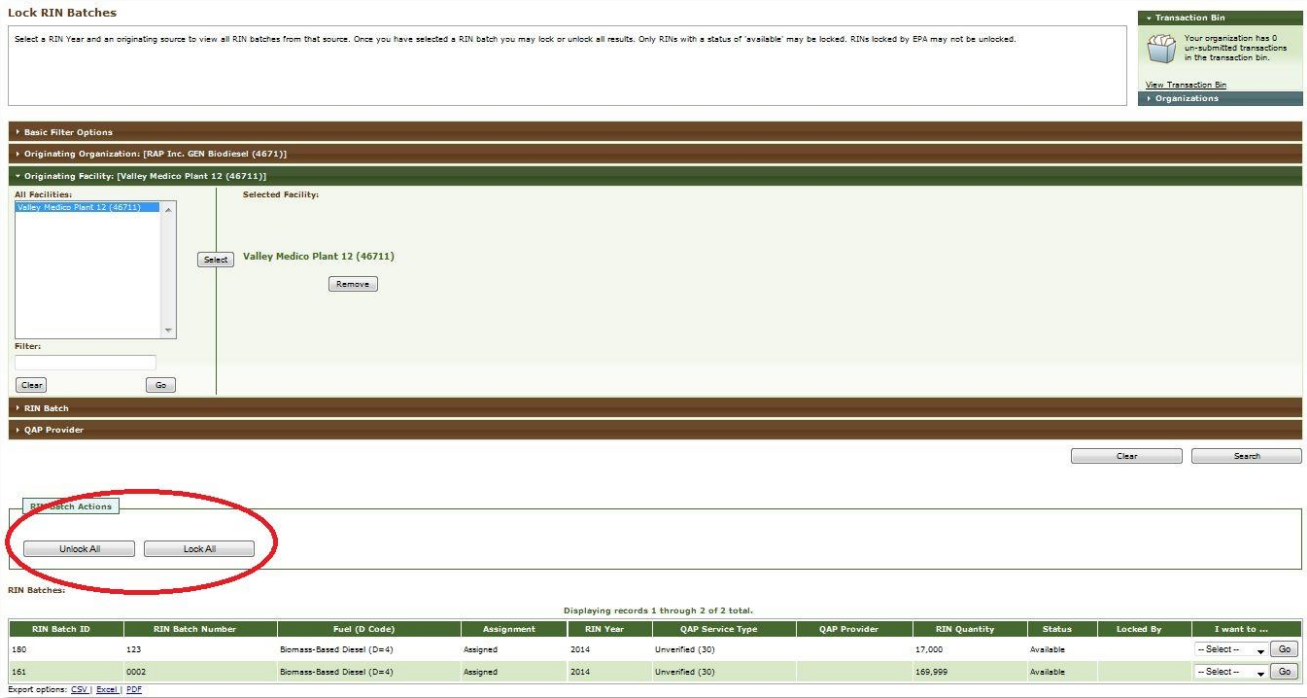 Lock RIN Batches
Select a RIN Year and an originating source to view all RIN batches from that source. Once you have selected a RIN batch you may lock or unlock all results. Only RINs with a status of 'available' may be locked. RINs locked by EPA may not be unlocked.
Transaction Bin
Your organization has 0
un-submitted transactions
in the transaction bin.
View Transaction Bin
Organizations
Basic Filter Options
Originating Organization: [RAP Inc. GEN Biodiesel (4671)]
Originating Facility: [Valley Medico Plant 12 (46711)]
All Facilities:
Selected Facility:
Valley Medico Plant 12 (46711)
Select
Valley Medico Plant 12 (46711)
Remove
Filter:
Clear Go
RIN Batch
QAP Provider
Clear Search
RIN Batch Actions
Unlock All Lock All
RIN Batches:
Displaying records 1 through 2 of 2 total.
RIN Batch ID RIN Batch Number Fuel (D Code) Assignment RIN Year QAP Service Type QAP Provider RIN Quantity Status Locked By I want to ...
180 123 Biomass-Based Diesel (D=4) Assigned 2014 Unverified (30) 17,000 Available -- Select -- Go
161 0002 Biomass-Based Diesel (D=4) Assigned 2014 Unverified (30) 169,999 Available -- Select -- Go
Export options: CSV | Excel | PDF